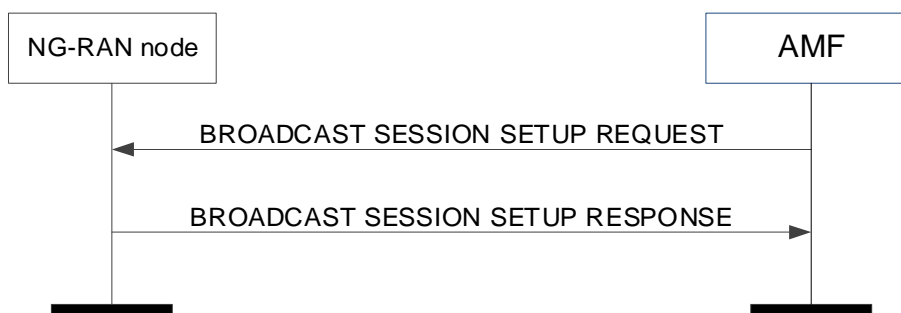 NG-RAN node
AMF
BROADCAST SESSION SETUP REQUEST
BROADCAST SESSION SETUP RESPONSE